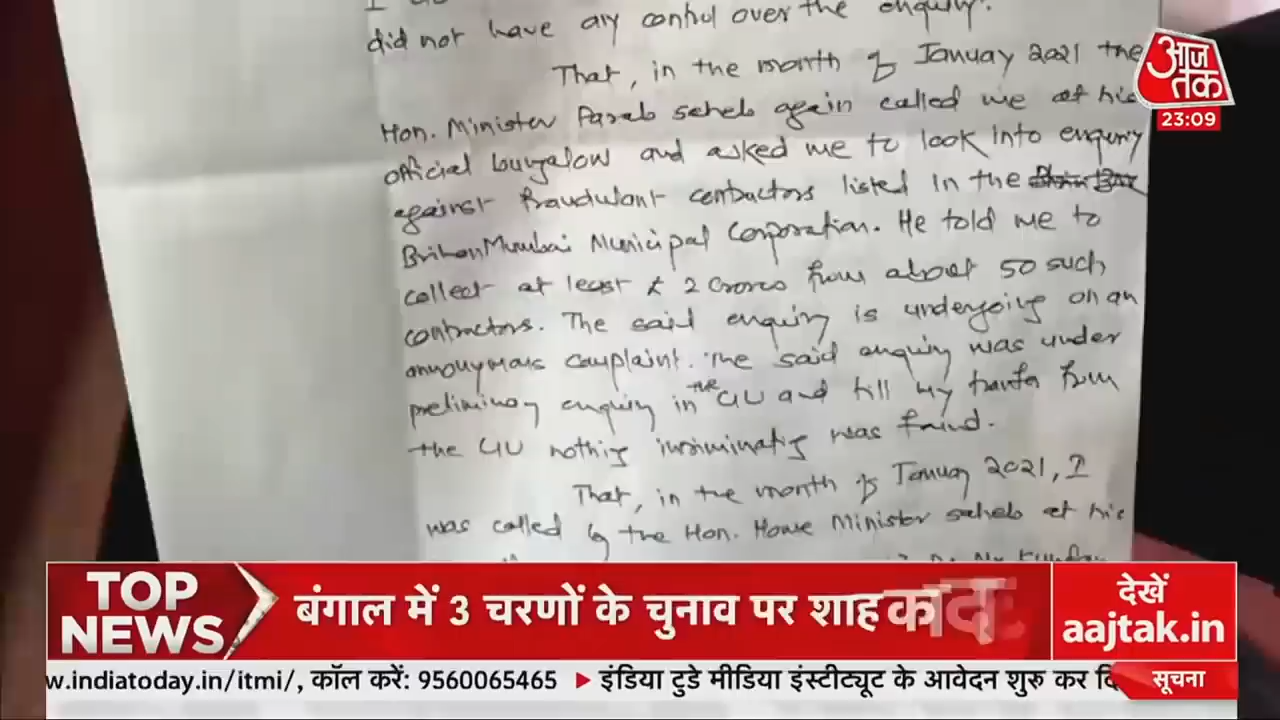 did not have any control over the enquiry.
That, in the month of January 2021 the
Hon. Minister Parab saheb again called me at his
official bungalow and asked me to look into enquiry
against fraudulant contractors listed in the
BrihanMumbai Municipal Corporation. He told me to
collect at least ₹ 2 crores from about 50 such
contractors. The said enquiry is undergoing on an
annonymous complaint. The said enquiry was under
preliminary enquiry in the CIU and till my transfer from
the CIU nothing incriminating was found.
That, in the month of January 2021, I
was called by the Hon. Home Minister saheb at his
आज तक
23:09
TOP NEWS
बंगाल में 3 चरणों के चुनाव पर शाह का
देखें
aajtak.in
w.indiatoday.in/itmi/, कॉल करें: 9560065465 ▶ इंडिया टुडे मीडिया इंस्टीट्यूट के आवेदन शुरू कर
सूचना